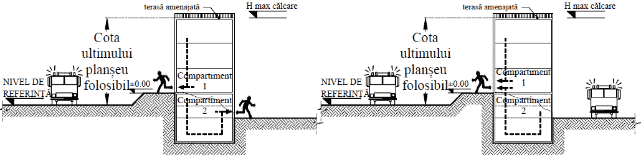 terasă amenajată
H max călcare
Cota
ultimului
planșeu
folosibil
NIVEL DE
REFERINȚĂ
±0.00
Compartiment
1
Compartiment
2
terasă amenajată
H max călcare
Cota
ultimului
planșeu
folosibil
NIVEL DE
REFERINȚĂ
±0.00
Compartiment
1
Compartiment
2